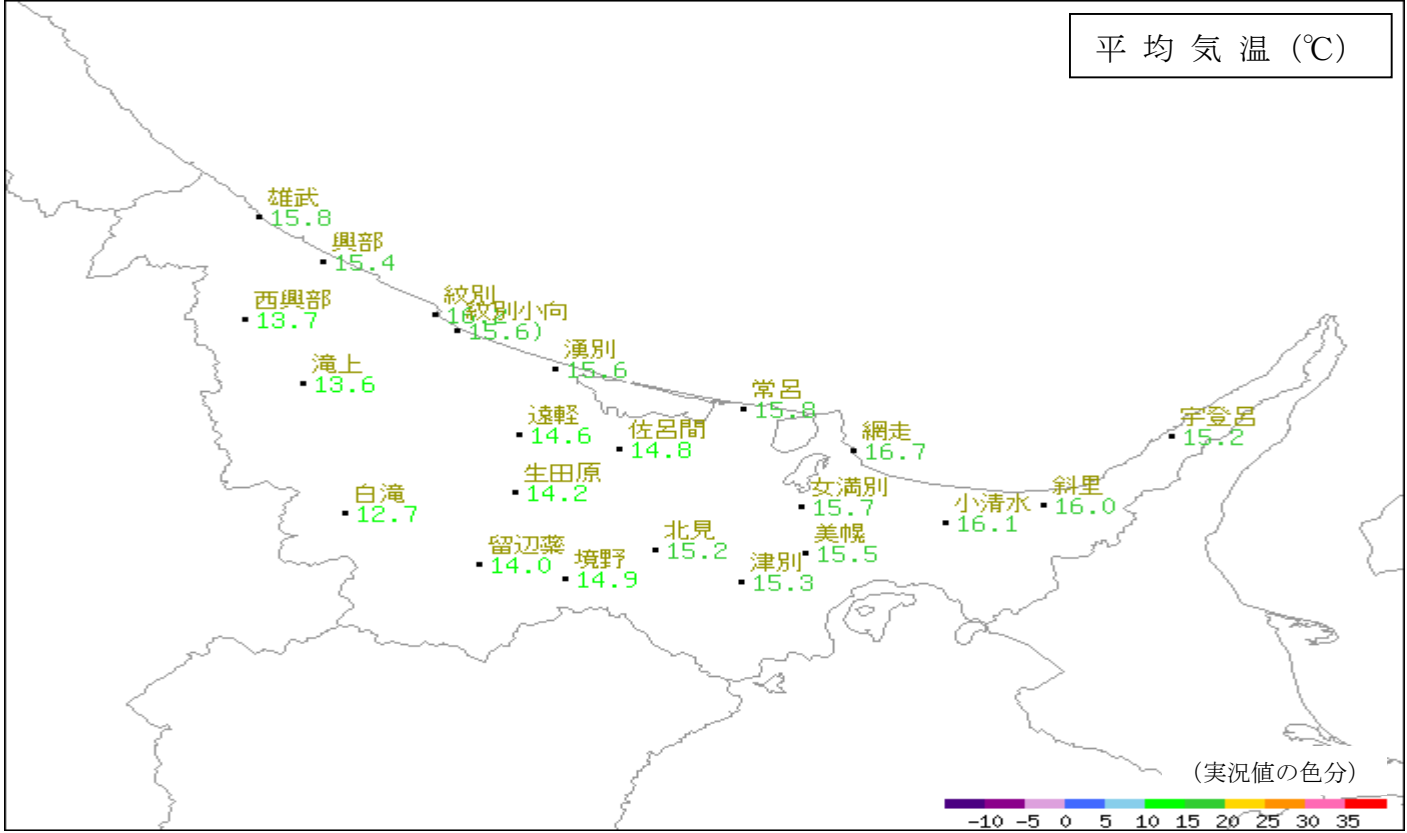 平均気温(℃)
雄武
15.8
興部
15.4
西興部
13.7
紋別
紋別小向
15.6)
滝上
13.6
湧別
15.6
常呂
15.8
遠軽
14.6
佐呂間
14.8
網走
16.7
宇登呂
15.2
生田原
14.2
白滝
12.7
女満別
15.7
小清水
16.1
斜里
16.0
北見
15.2
美幌
15.5
留辺蘂
14.0
境野
14.9
津別
15.3
(実況値の色分)
-10 -5 0 5 10 15 20 25 30 35